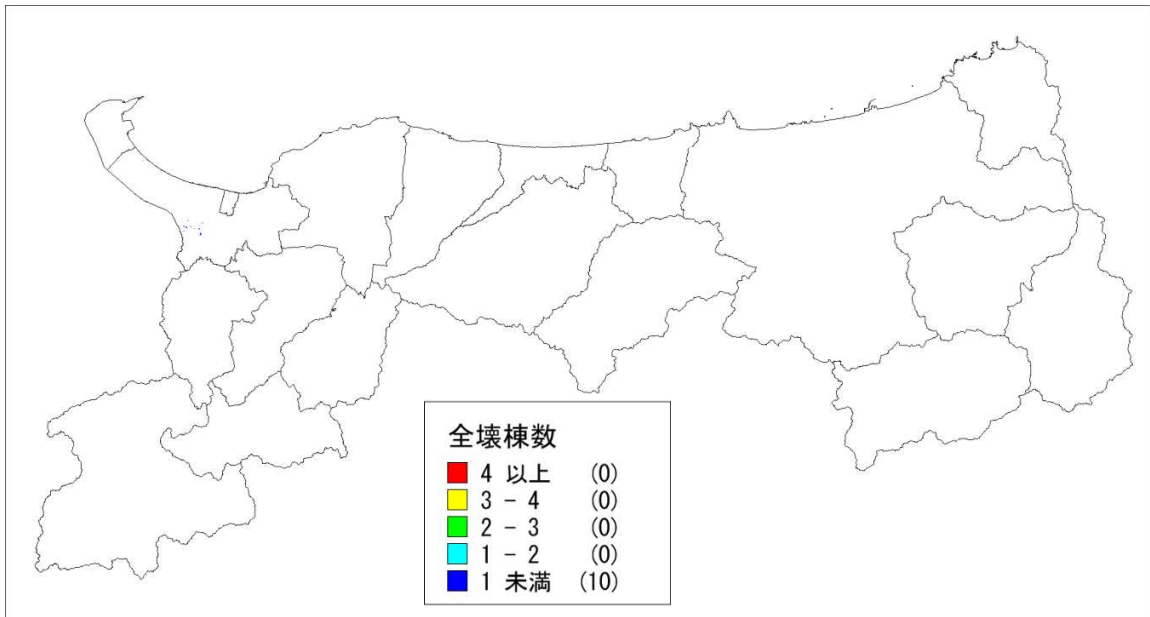 全壊棟数
4 以上 (0)
3 - 4 (0)
2 - 3 (0)
1 - 2 (0)
1 未満 (10)